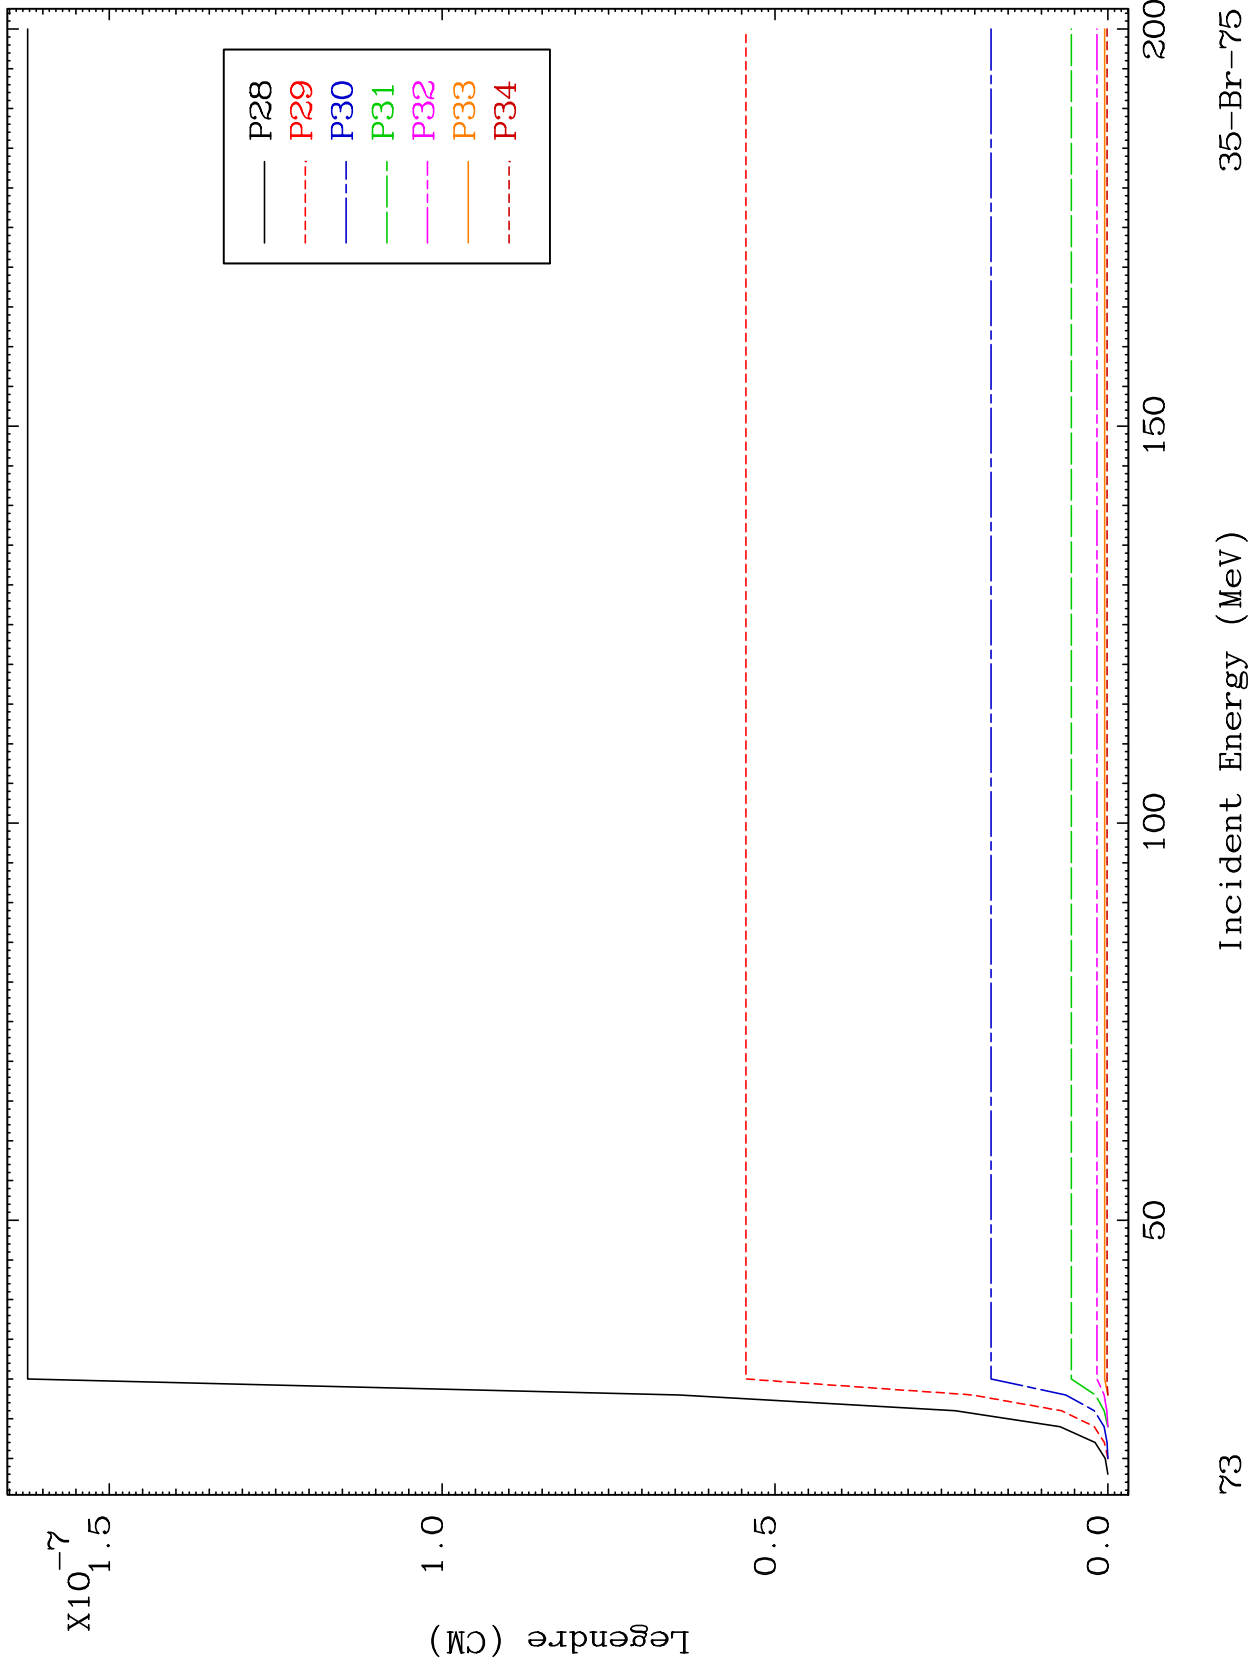 X10
-7
1.5
1.0
0.5
0.0
Legendre (CM)
P28
P29
P30
P31
P32
P33
P34
50
100
150
200
Incident Energy (MeV)
73
35-Br-75